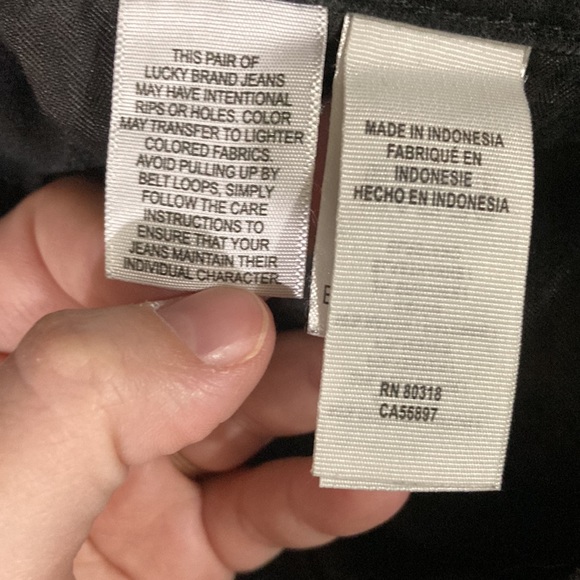 THIS PAIR OF
LUCKY BRAND JEANS
MAY HAVE INTENTIONAL
RIPS OR HOLES. COLOR
MAY TRANSFER TO LIGHTER
COLORED FABRICS.
AVOID PULLING UP BY
BELT LOOPS, SIMPLY
FOLLOW THE CARE
INSTRUCTIONS TO
ENSURE THAT YOUR
JEANS MAINTAIN THEIR
INDIVIDUAL CHARACTER.
MADE IN INDONESIA
FABRIQUÉ EN
INDONESIE
HECHO EN INDONESIA
E
RN 80318
CA56897